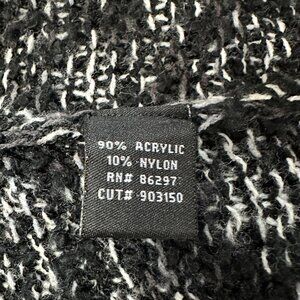 90% ACRYLIC
10% NYLON
RN# 86297
CUT# 903150